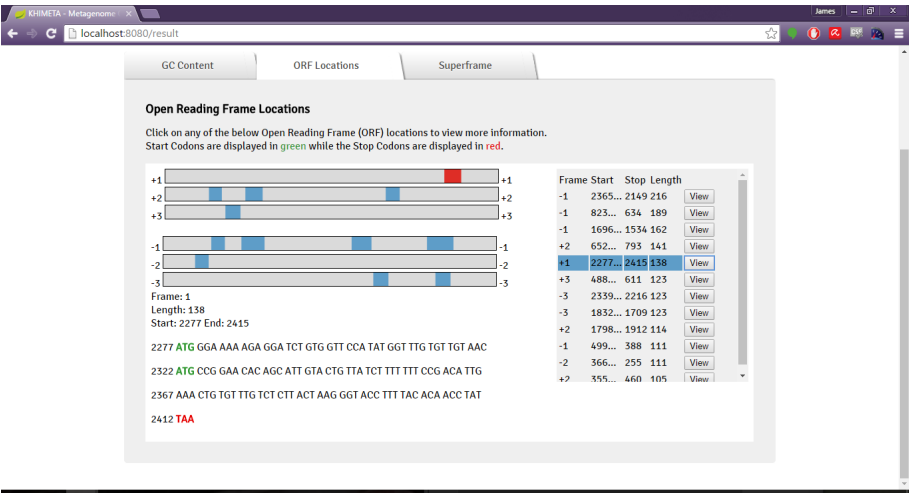 KHIMETA - Metagenome
James
localhost:8080/result
GC Content
ORF Locations
Superframe
Open Reading Frame Locations
Click on any of the below Open Reading Frame (ORF) locations to view more information.
Start Codons are displayed in green while the Stop Codons are displayed in red.
+1 +1
+2 +2
+3 +3
-1 -1
-2 -2
-3 -3
Frame: 1
Length: 138
Start: 2277 End: 2415
2277 ATG GGA AAA AGA GGA TCT GTG GTT CCA TAT GGT TTG TGT TGT AAC
2322 ATG CCG GAA CAC AGC ATT GTA CTG TTA TCT TTT TTT CCG ACA TTG
2367 AAA CTG TGT TTG TCT CTT ACT AAG GGT ACC TTT TAC ACA ACC TAT
2412 TAA
Frame Start Stop Length
-1 2365... 2149 216 View
-1 823... 634 189 View
-1 1696... 1534 162 View
+2 652... 793 141 View
+1 2277... 2415 138 View
+3 488... 611 123 View
-3 2339... 2216 123 View
-3 1832... 1709 123 View
+2 1798... 1912 114 View
-1 499... 388 111 View
-2 366... 255 111 View
+2 355... 460 105 View